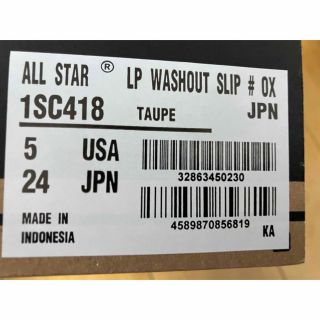 ALL STAR ® LP WASHOUT SLIP # OX
1SC418 TAUPE JPN
5 USA
24 JPN
32863450230
MADE IN
INDONESIA
4589870856819 KA